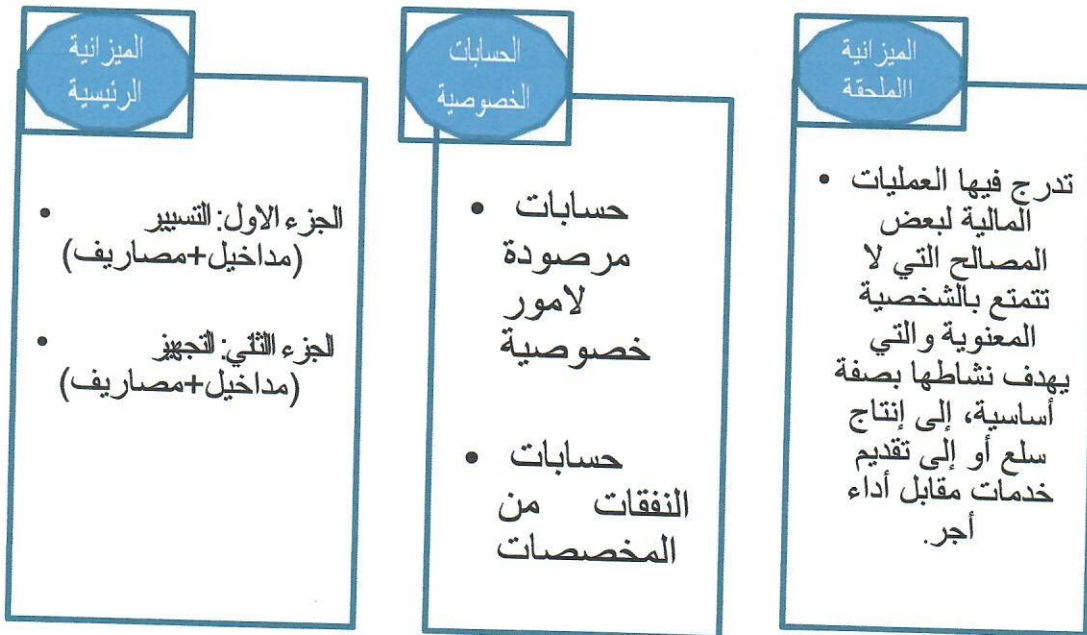 الميزانية
الرئيسية
• الجزء الاول: التسيير
(مداخيل+مصاريف)
• الجزء الثاني: التجهيز
(مداخيل+مصاريف)
الحسابات
الخصوصية
• حسابات
مرصودة
لامور
خصوصية
• حسابات
النفقات من
المخصصات
الميزانية
االملحقة
• تدرج فيها العمليات
المالية لبعض
المصالح التي لا
تتمتع بالشخصية
المعنوية والتي
يهدف نشاطها بصفة
أساسية، إلى إنتاج
سلع أو إلى تقديم
خدمات مقابل أداء
أجر.